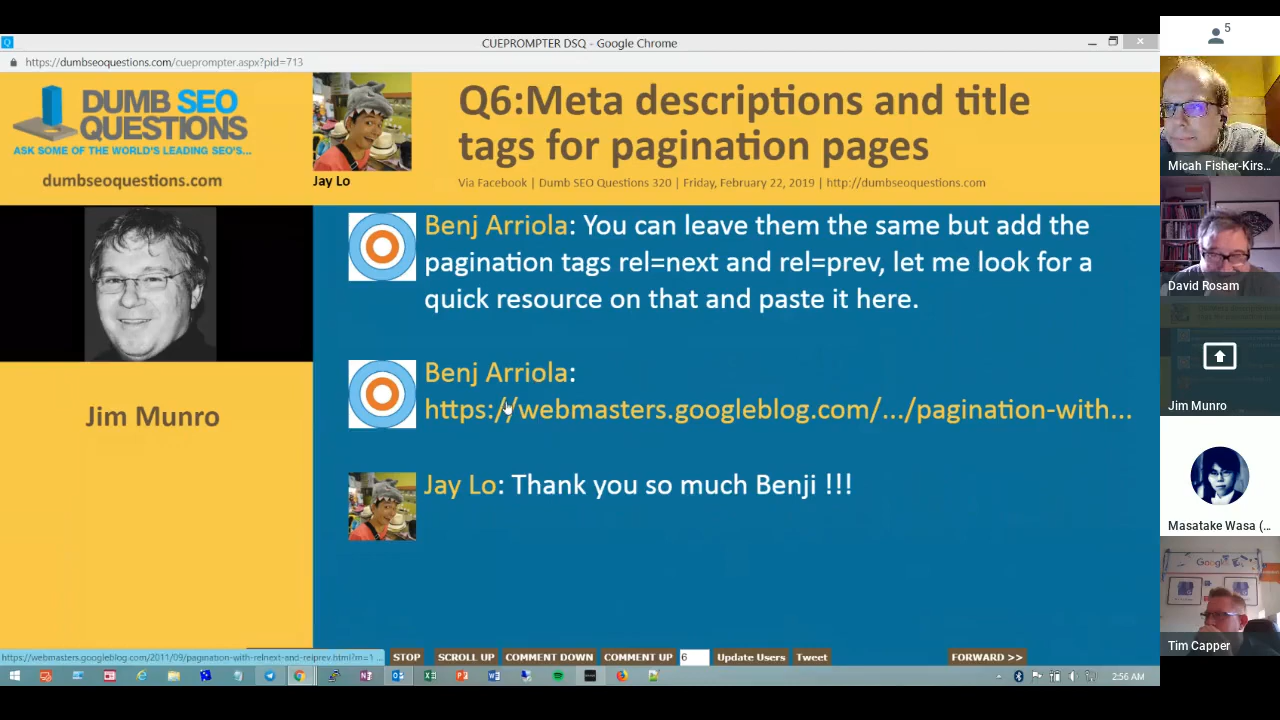 CUEPROMPTER DSQ - Google Chrome
https://dumbseoquestions.com/cueprompter.aspx?pid=713
DUMB SEO
QUESTIONS
ASK SOME OF THE WORLD'S LEADING SEO'S...
dumbseoquestions.com
Jay Lo
Q6:Meta descriptions and title
tags for pagination pages
Via Facebook | Dumb SEO Questions 320 | Friday, February 22, 2019 | http://dumbseoquestions.com
Jim Munro
Benj Arriola: You can leave them the same but add the
pagination tags rel=next and rel=prev, let me look for a
quick resource on that and paste it here.
Benj Arriola:
https://webmasters.googleblog.com/.../pagination-with...
Jay Lo: Thank you so much Benji !!!
https://webmasters.googleblog.com/2011/09/pagination-with-relnext-and-relprev.html?m=1...
STOP
SCROLL UP
COMMENT DOWN
COMMENT UP
6
Update Users
Tweet
FORWARD >>
2:56 AM
5
Micah Fisher-Kirs...
David Rosam
Jim Munro
Masatake Wasa (...
Google
Tim Capper